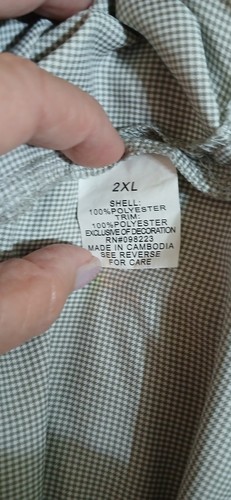 2XL
SHELL:
100%POLYESTER
TRIM:
100%POLYESTER
EXCLUSIVE OF DECORATION
RN#098223
MADE IN CAMBODIA
SEE REVERSE
FOR CARE